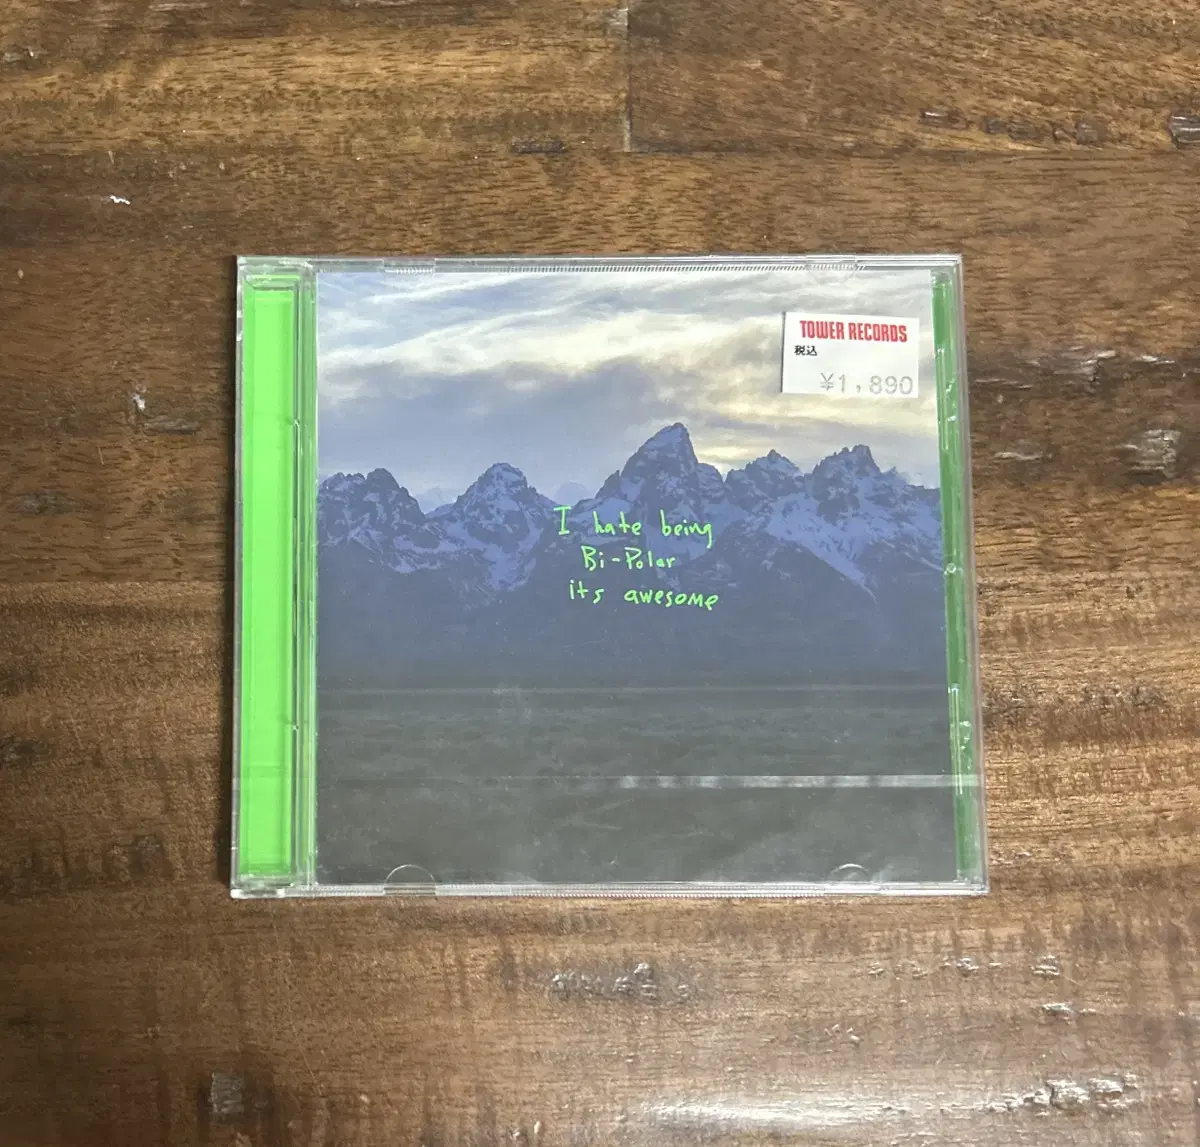 TOWER RECORDS
税込
¥1,890
I hate being
Bi-Polar
its awesome